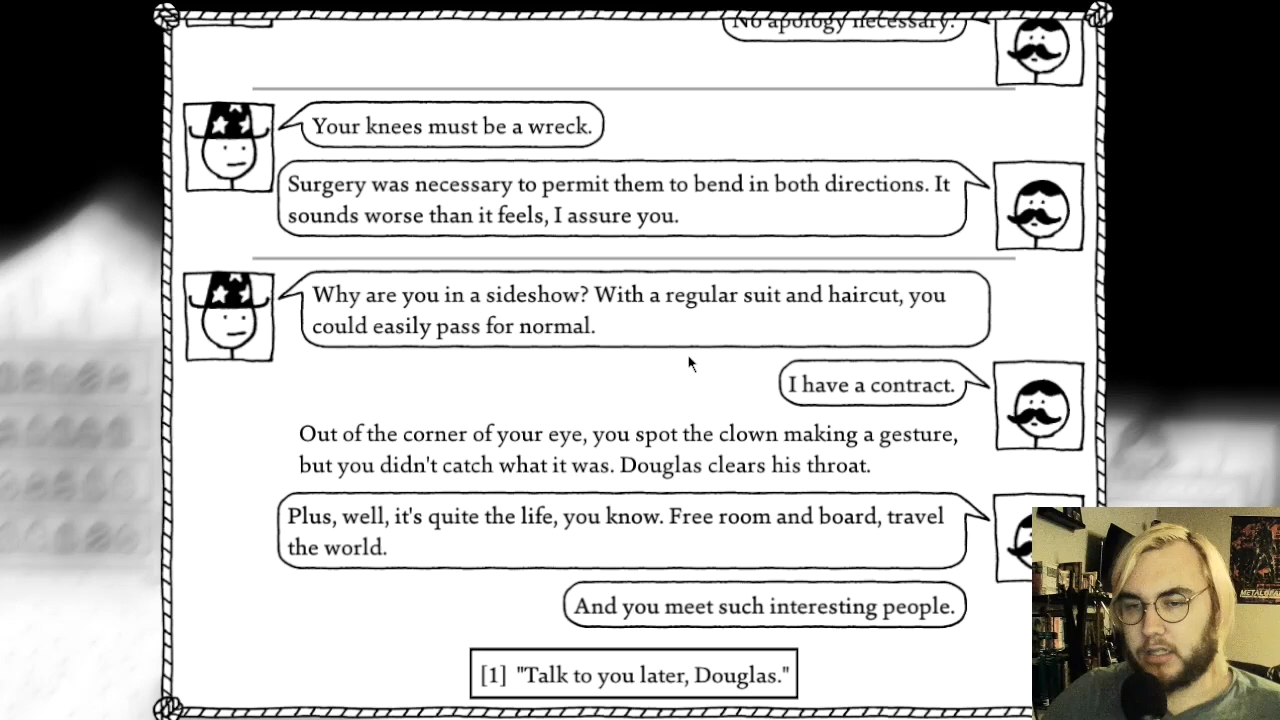 No apology necessary.
Your knees must be a wreck.
Surgery was necessary to permit them to bend in both directions. It
sounds worse than it feels, I assure you.
Why are you in a sideshow? With a regular suit and haircut, you
could easily pass for normal.
I have a contract.
Out of the corner of your eye, you spot the clown making a gesture,
but you didn't catch what it was. Douglas clears his throat.
Plus, well, it's quite the life, you know. Free room and board, travel
the world.
And you meet such interesting people.
[1] "Talk to you later, Douglas."